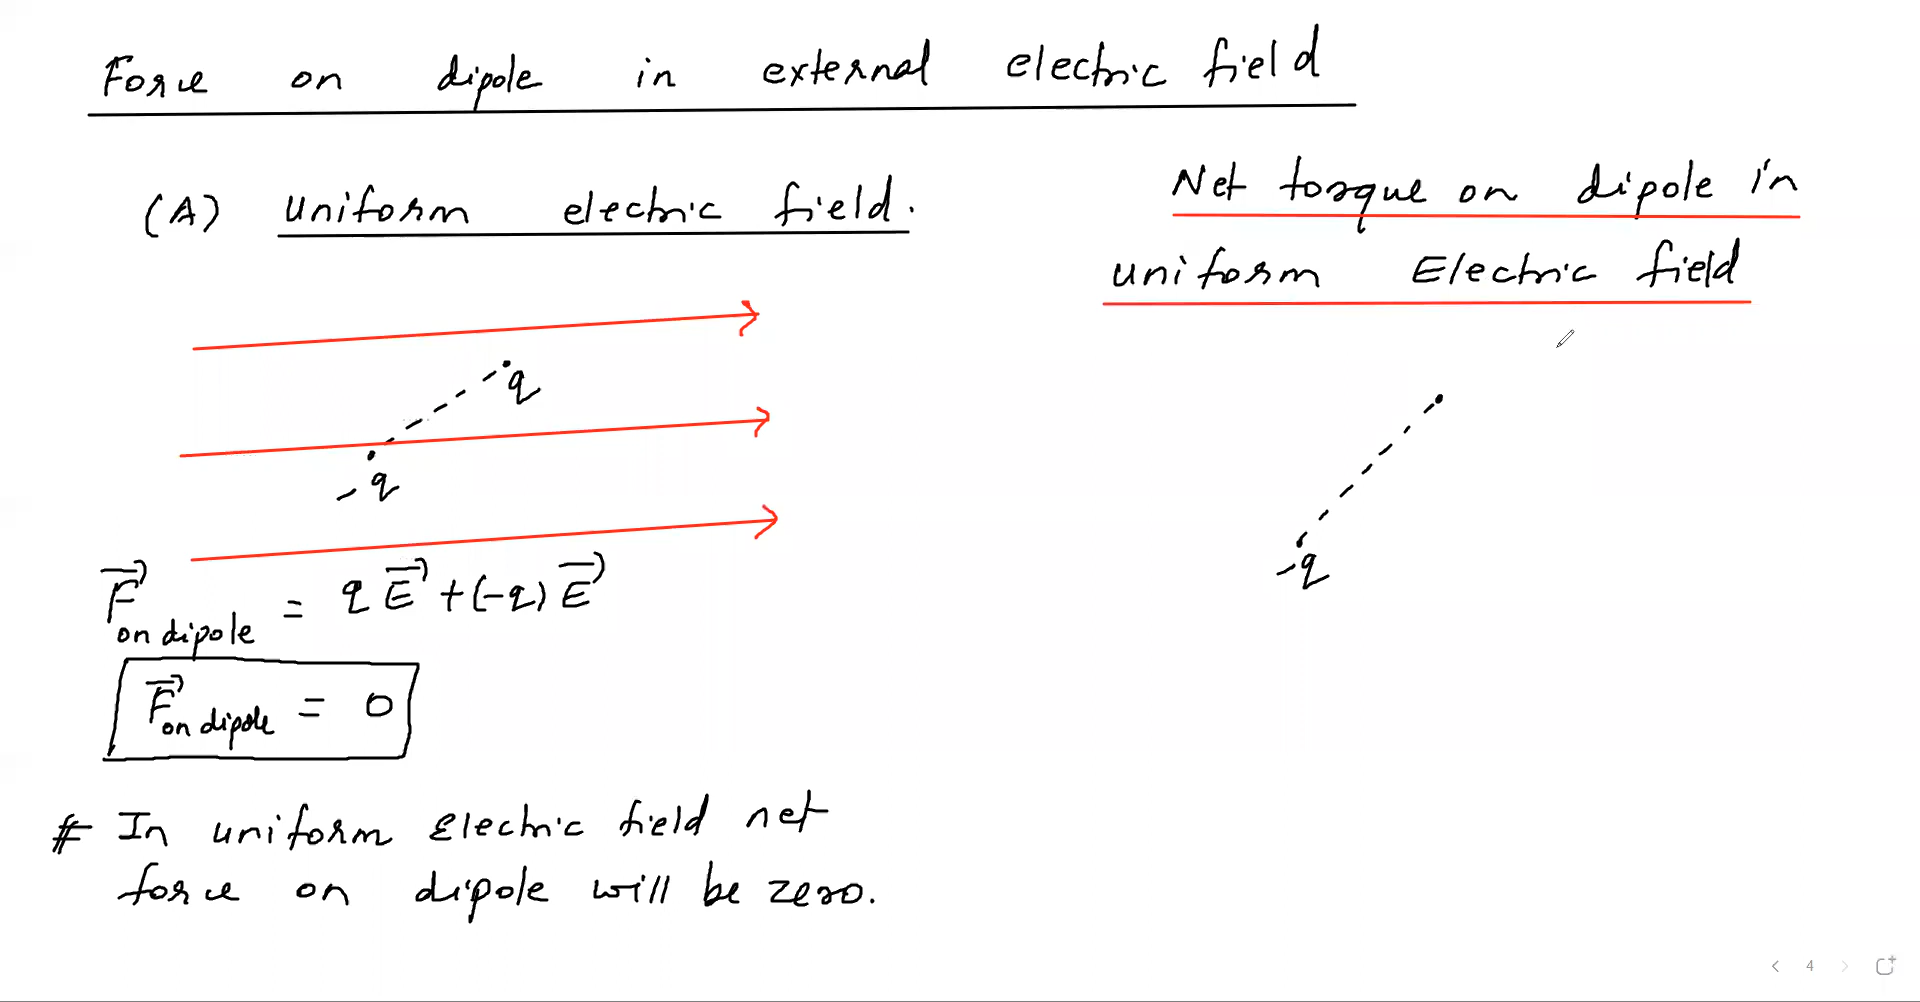 Force on dipole in external electric field
(A) uniform electric field.
q
-q
F⃗ on dipole = q E⃗ + (-q) E⃗
F⃗ on dipole = 0
# In uniform Electric field net
force on dipole will be zero.
Net torque on dipole in
uniform Electric field
-q
4